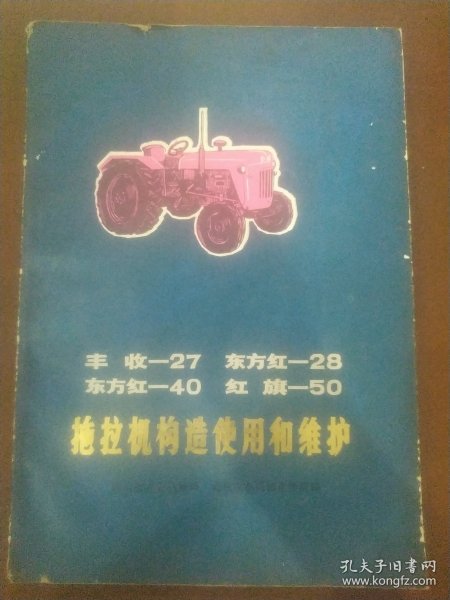 丰收—27 东方红—28
东方红—40 红旗—50
拖拉机构造使用和维护
孔夫子旧书网
www.kongfz.com